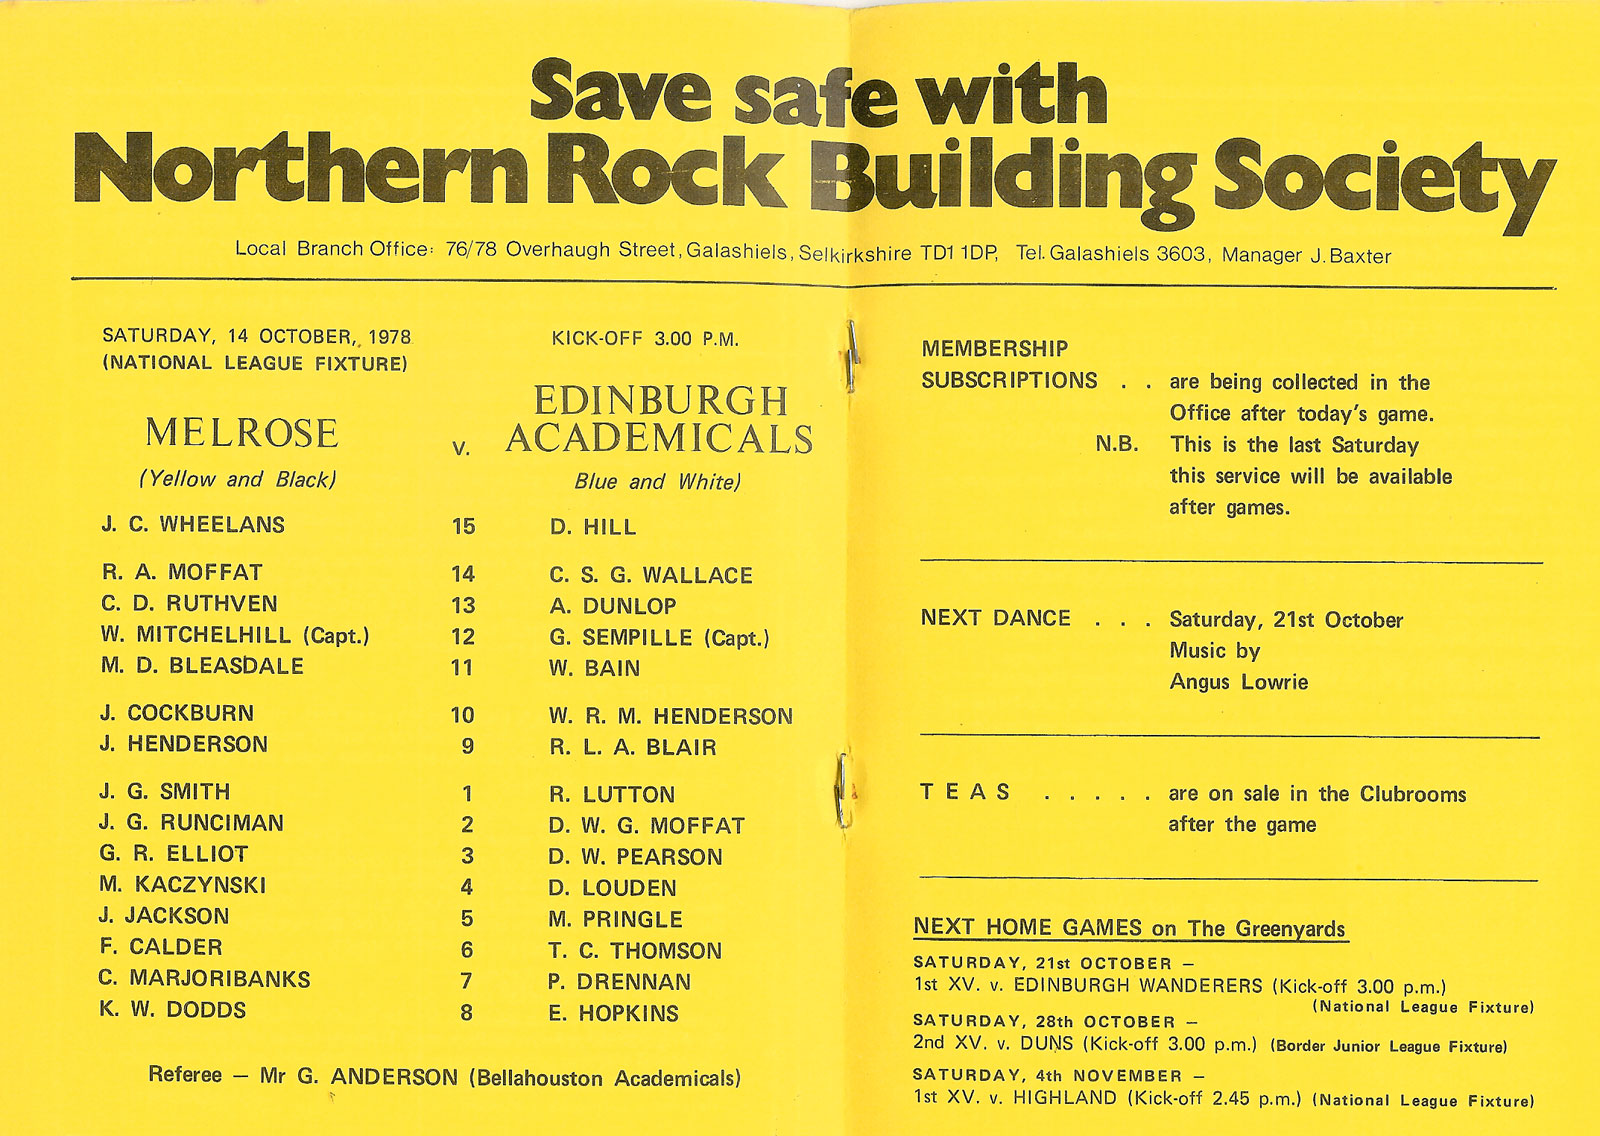 Save safe with
Northern Rock Building Society
Local Branch Office: 76/78 Overhaugh Street, Galashiels, Selkirkshire TD1 1DP, Tel. Galashiels 3603, Manager J. Baxter
SATURDAY, 14 OCTOBER, 1978 KICK-OFF 3.00 P.M.
(NATIONAL LEAGUE FIXTURE)
MELROSE v. EDINBURGH ACADEMICALS
(Yellow and Black) Blue and White)
J. C. WHEELANS 15 D. HILL
R. A. MOFFAT 14 C. S. G. WALLACE
C. D. RUTHVEN 13 A. DUNLOP
W. MITCHELHILL (Capt.) 12 G. SEMPILLE (Capt.)
M. D. BLEASDALE 11 W. BAIN
J. COCKBURN 10 W. R. M. HENDERSON
J. HENDERSON 9 R. L. A. BLAIR
J. G. SMITH 1 R. LUTTON
J. G. RUNCIMAN 2 D. W. G. MOFFAT
G. R. ELLIOT 3 D. W. PEARSON
M. KACZYNSKI 4 D. LOUDEN
J. JACKSON 5 M. PRINGLE
F. CALDER 6 T. C. THOMSON
C. MARJORIBANKS 7 P. DRENNAN
K. W. DODDS 8 E. HOPKINS
Referee — Mr G. ANDERSON (Bellahouston Academicals)
MEMBERSHIP
SUBSCRIPTIONS . . are being collected in the
Office after today's game.
N.B. This is the last Saturday
this service will be available
after games.
NEXT DANCE . . . Saturday, 21st October
Music by
Angus Lowrie
T E A S . . . . . are on sale in the Clubrooms
after the game
NEXT HOME GAMES on The Greenyards
SATURDAY, 21st OCTOBER —
1st XV. v. EDINBURGH WANDERERS (Kick-off 3.00 p.m.)
(National League Fixture)
SATURDAY, 28th OCTOBER —
2nd XV. v. DUNS (Kick-off 3.00 p.m.) (Border Junior League Fixture)
SATURDAY, 4th NOVEMBER —
1st XV. v. HIGHLAND (Kick-off 2.45 p.m.) (National League Fixture)